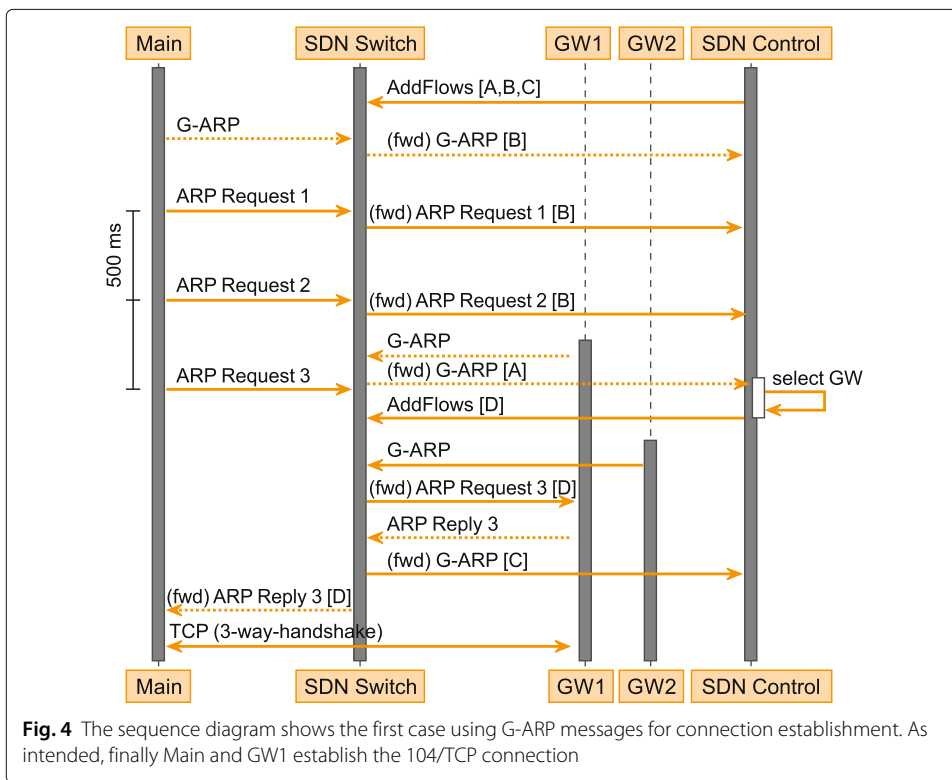 Main SDN Switch GW1 GW2 SDN Control
AddFlows [A,B,C]
G-ARP
(fwd) G-ARP [B]
ARP Request 1
(fwd) ARP Request 1 [B]
500 ms
ARP Request 2
(fwd) ARP Request 2 [B]
G-ARP
(fwd) G-ARP [A]
ARP Request 3
select GW
AddFlows [D]
G-ARP
(fwd) ARP Request 3 [D]
ARP Reply 3
(fwd) G-ARP [C]
(fwd) ARP Reply 3 [D]
TCP (3-way-handshake)
Main SDN Switch GW1 GW2 SDN Control
Fig. 4 The sequence diagram shows the first case using G-ARP messages for connection establishment. As
intended, finally Main and GW1 establish the 104/TCP connection